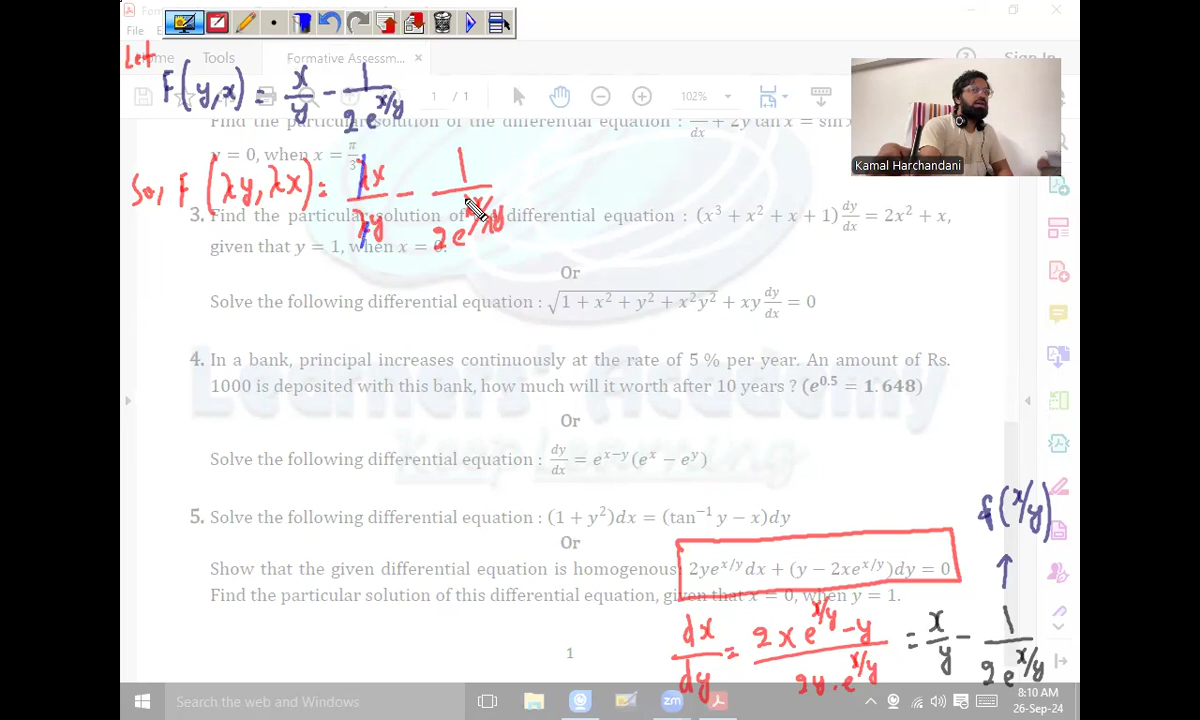 File
Home
Tools
Formative Assessm...
×
Sign In
1 / 1
102%
Let
F(y, x) = x/y − 1/(2e^(x/y))
Find the particular solution of the differential equation : ‾/dx + 2y tan x = sin x
y = 0, when x = π/3
So, F(λy, λx) = λx/λy − 1/(2e^(λx/λy))
3. Find the particular solution of differential equation : (x³ + x² + x + 1) dy/dx = 2x² + x,
given that y = 1, when x = 0.
Or
Solve the following differential equation : √(1 + x² + y² + x²y²) + xy dy/dx = 0
4. In a bank, principal increases continuously at the rate of 5 % per year. An amount of Rs.
1000 is deposited with this bank, how much will it worth after 10 years ? (e^0.5 = 1.648)
Or
Solve the following differential equation : dy/dx = e^(x−y)(e^x − e^y)
5. Solve the following differential equation : (1 + y²)dx = (tan⁻¹ y − x)dy
Or
Show that the given differential equation is homogenous 2ye^(x/y)dx + (y − 2xe^(x/y))dy = 0
Find the particular solution of this differential equation, given that x = 0, when y = 1.
f(x/y)
↑
dx/dy = (2x e^(x/y) − y)/(2y · e^(x/y)) = x/y − 1/(2e^(x/y))
1
Learners' Academy
Keep Learning
Kamal Harchandani
Search the web and Windows
zm
8:10 AM
26-Sep-24